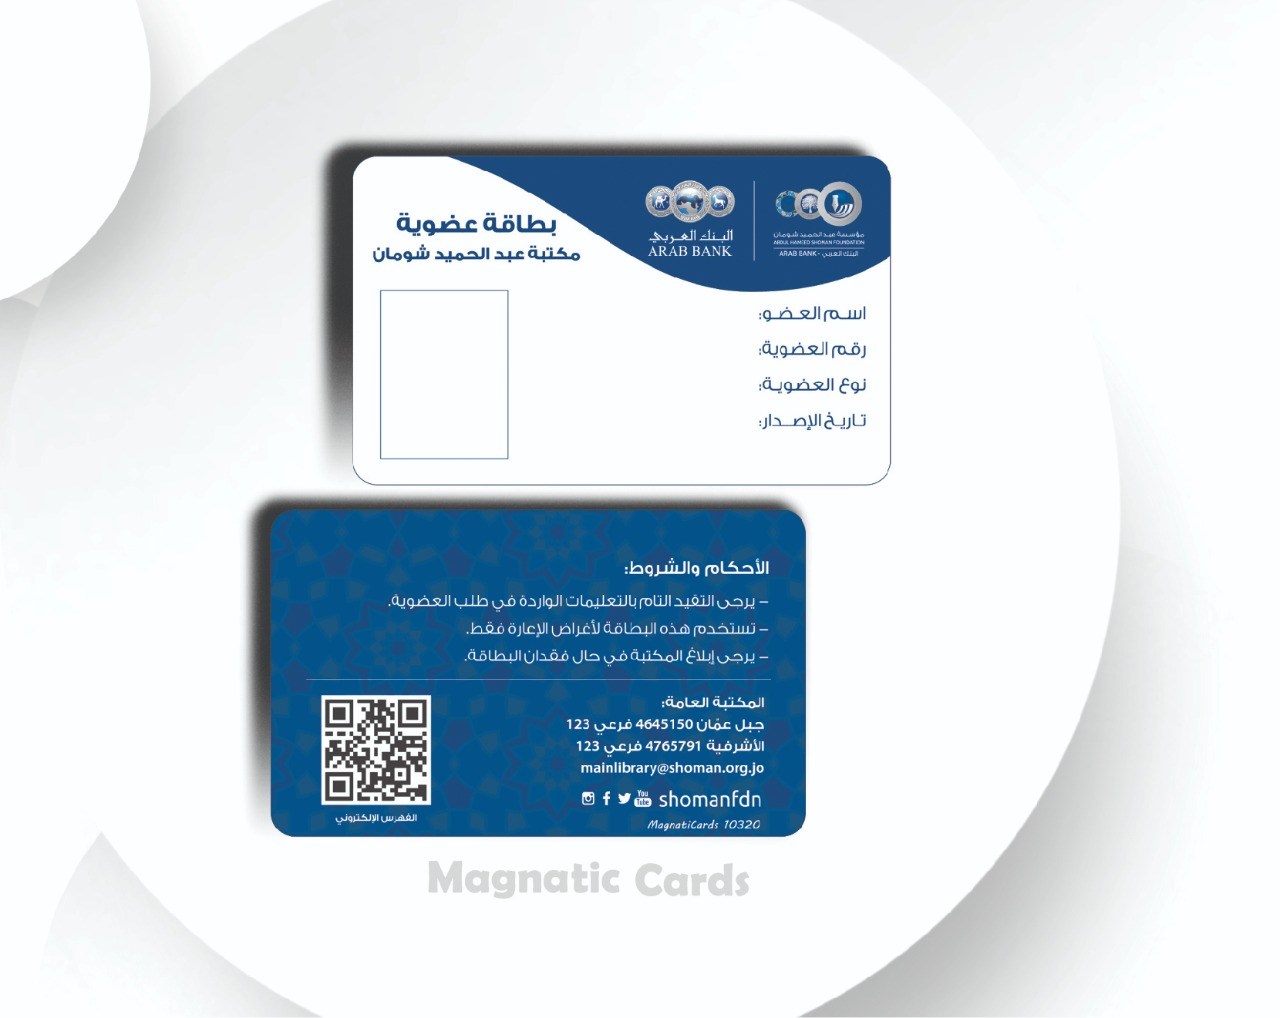 بطاقة عضوية
مكتبة عبد الحميد شومان
البنك العربي
ARAB BANK
مؤسسة عبد الحميد شومان
ABDUL HAMEED SHOMAN FOUNDATION
ARAB BANK - البنك العربي
اسم العضو:
رقم العضوية:
نوع العضوية:
تاريخ الإصدار:
الأحكام والشروط:
– يرجى التقيد التام بالتعليمات الواردة في طلب العضوية.
– تستخدم هذه البطاقة لأغراض الإعارة فقط.
– يرجى إبلاغ المكتبة في حال فقدان البطاقة.
المكتبة العامة:
جبل عمّان 4645150 فرعي 123
الأشرفية 4765791 فرعي 123
mainlibrary@shoman.org.jo
You Tube shomanfdn
MagnatiCards 10320
الفهرس الإلكتروني
Magnatic Cards